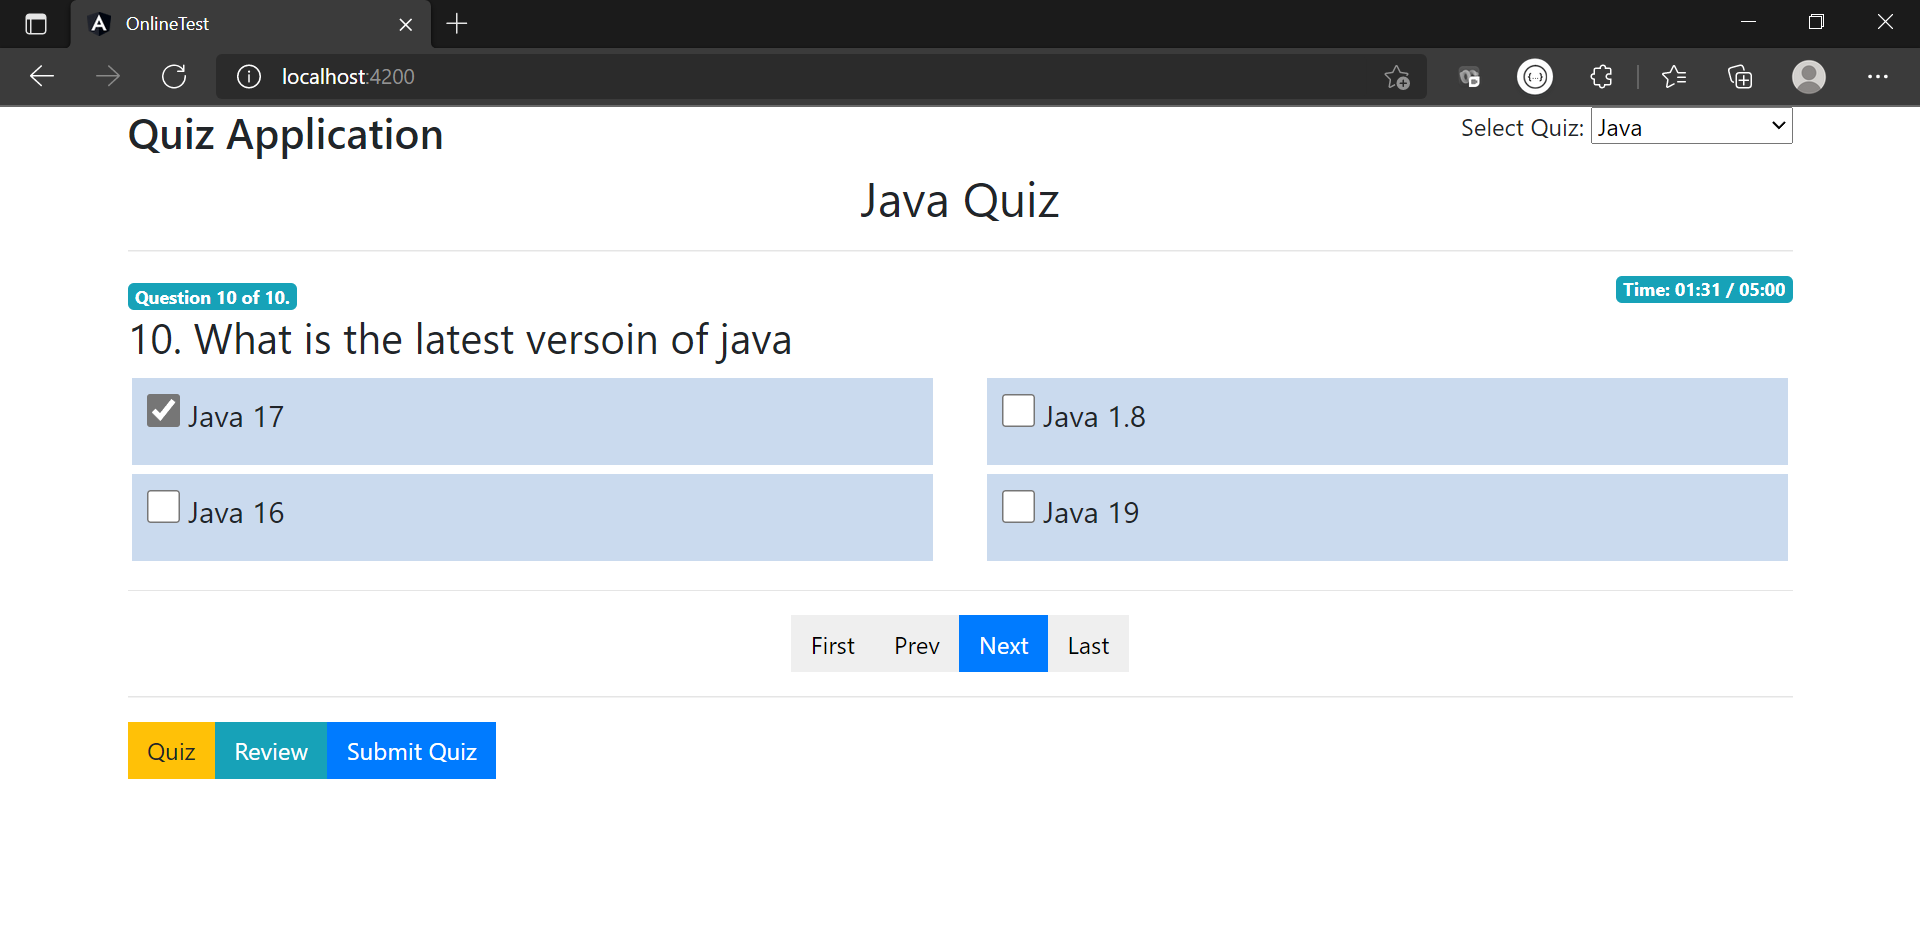 OnlineTest
localhost:4200
Quiz Application
Select Quiz: Java
Java Quiz
Question 10 of 10.
Time: 01:31 / 05:00
10. What is the latest versoin of java
Java 17
Java 1.8
Java 16
Java 19
First Prev Next Last
Quiz Review Submit Quiz